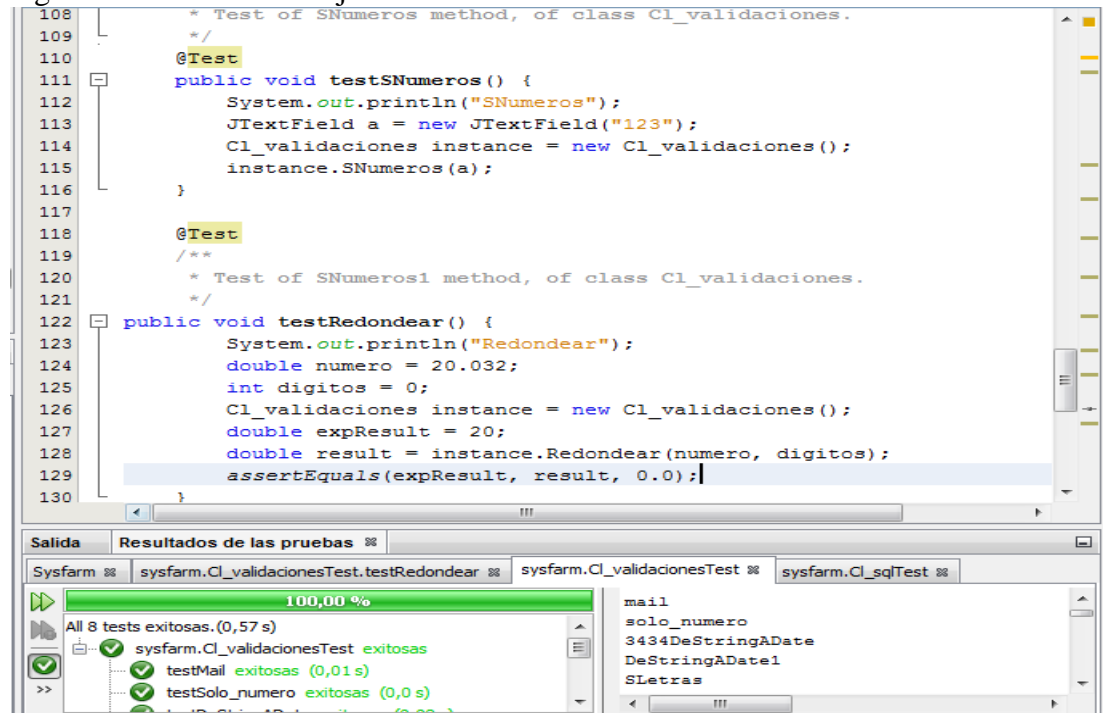 108 * Test of SNumeros method, of class Cl_validaciones.
109 */
110 @Test
111 public void testSNumeros() {
112 System.out.println("SNumeros");
113 JTextField a = new JTextField("123");
114 Cl_validaciones instance = new Cl_validaciones();
115 instance.SNumeros(a);
116 }
117
118 @Test
119 /**
120 * Test of SNumeros1 method, of class Cl_validaciones.
121 */
122 public void testRedondear() {
123 System.out.println("Redondear");
124 double numero = 20.032;
125 int digitos = 0;
126 Cl_validaciones instance = new Cl_validaciones();
127 double expResult = 20;
128 double result = instance.Redondear(numero, digitos);
129 assertEquals(expResult, result, 0.0);
130 }
Salida Resultados de las pruebas
Sysfarm sysfarm.Cl_validacionesTest.testRedondear sysfarm.Cl_validacionesTest sysfarm.Cl_sqlTest
100,00 %
All 8 tests exitosas.(0,57 s)
sysfarm.Cl_validacionesTest exitosas
testMail exitosas (0,01 s)
testSolo_numero exitosas (0,0 s)
mail
solo_numero
3434DeStringADate
DeStringADate1
SLetras